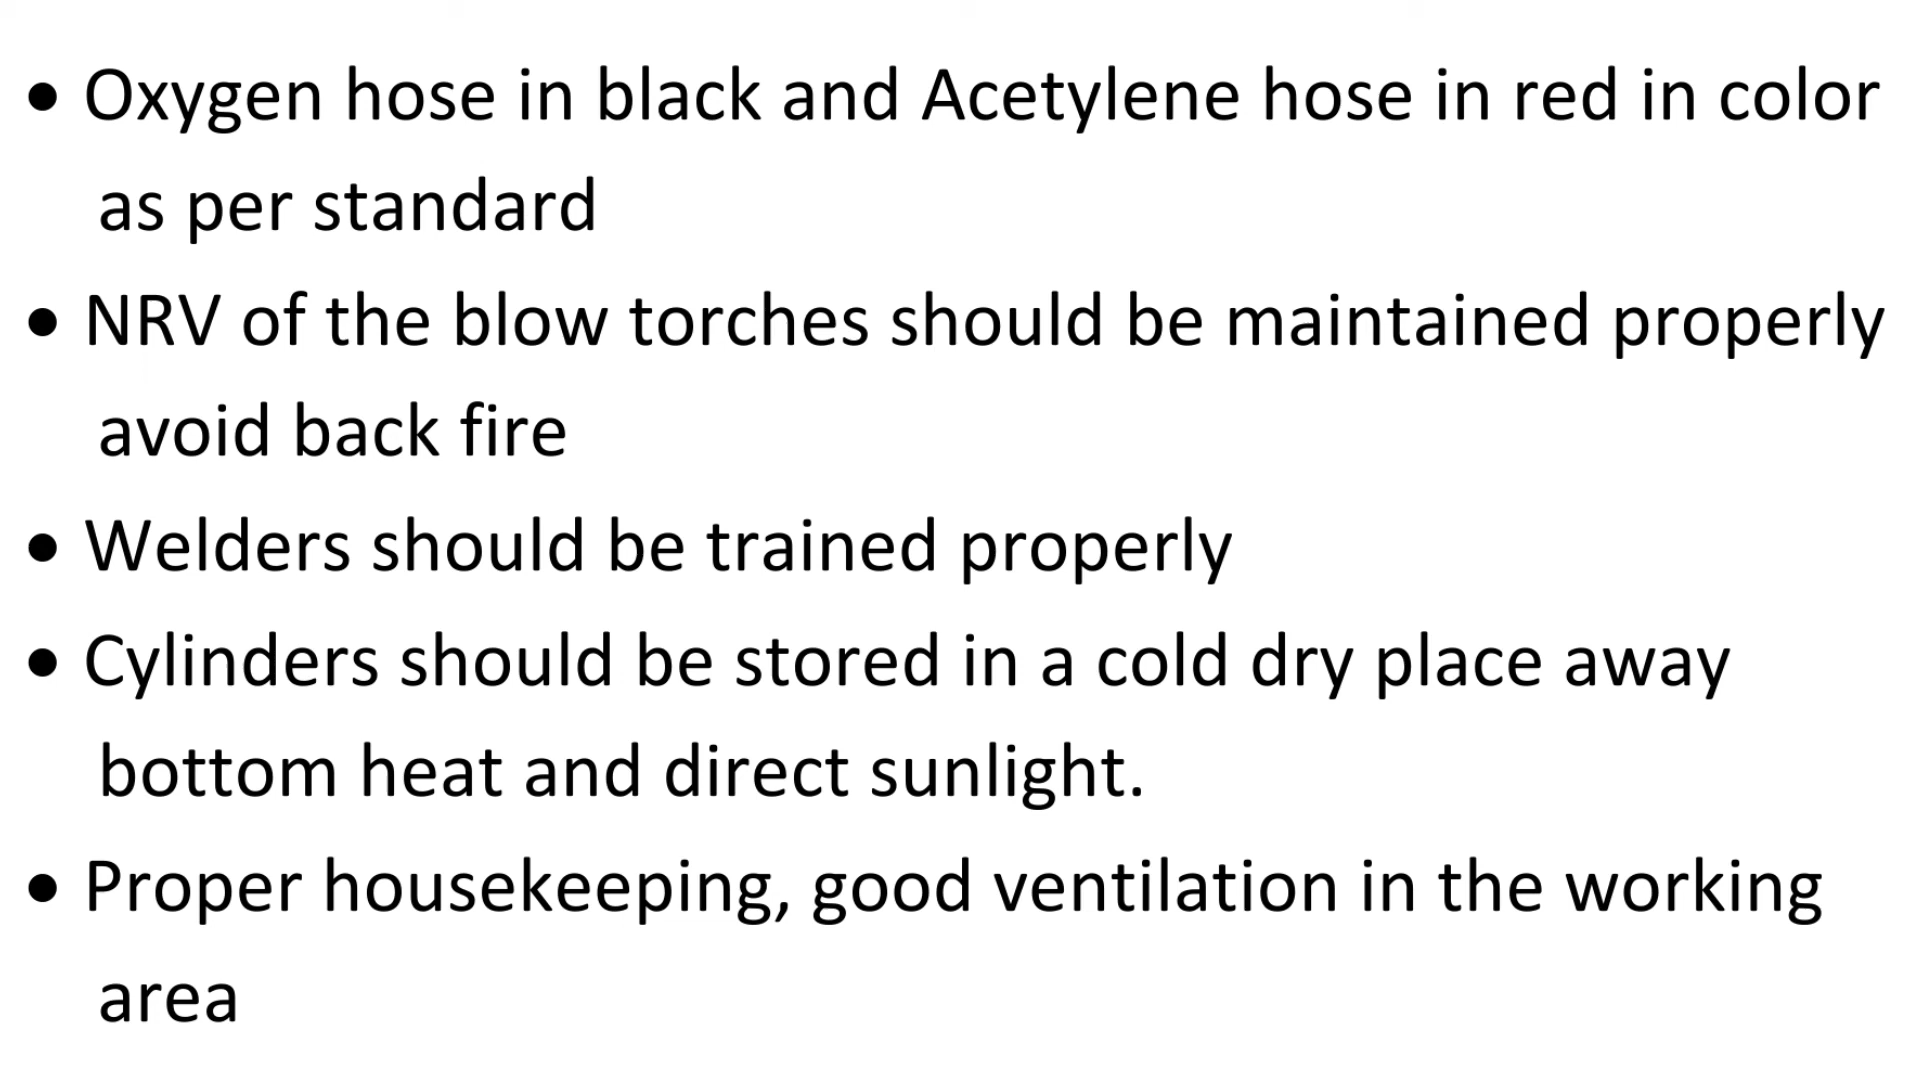 • Oxygen hose in black and Acetylene hose in red in color
as per standard
• NRV of the blow torches should be maintained properly
avoid back fire
• Welders should be trained properly
• Cylinders should be stored in a cold dry place away
bottom heat and direct sunlight.
• Proper housekeeping, good ventilation in the working
area